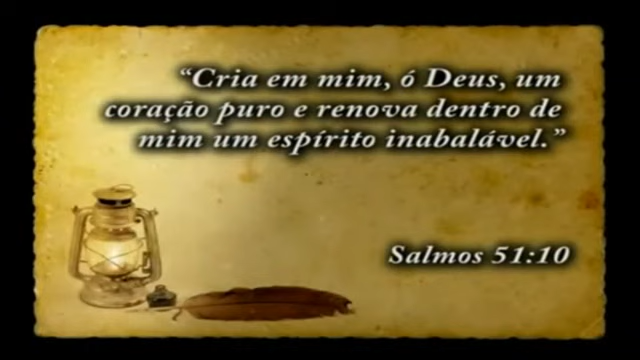 “Cria em mim, ó Deus, um
coração puro e renova dentro de
mim um espírito inabalável.”
Salmos 51:10